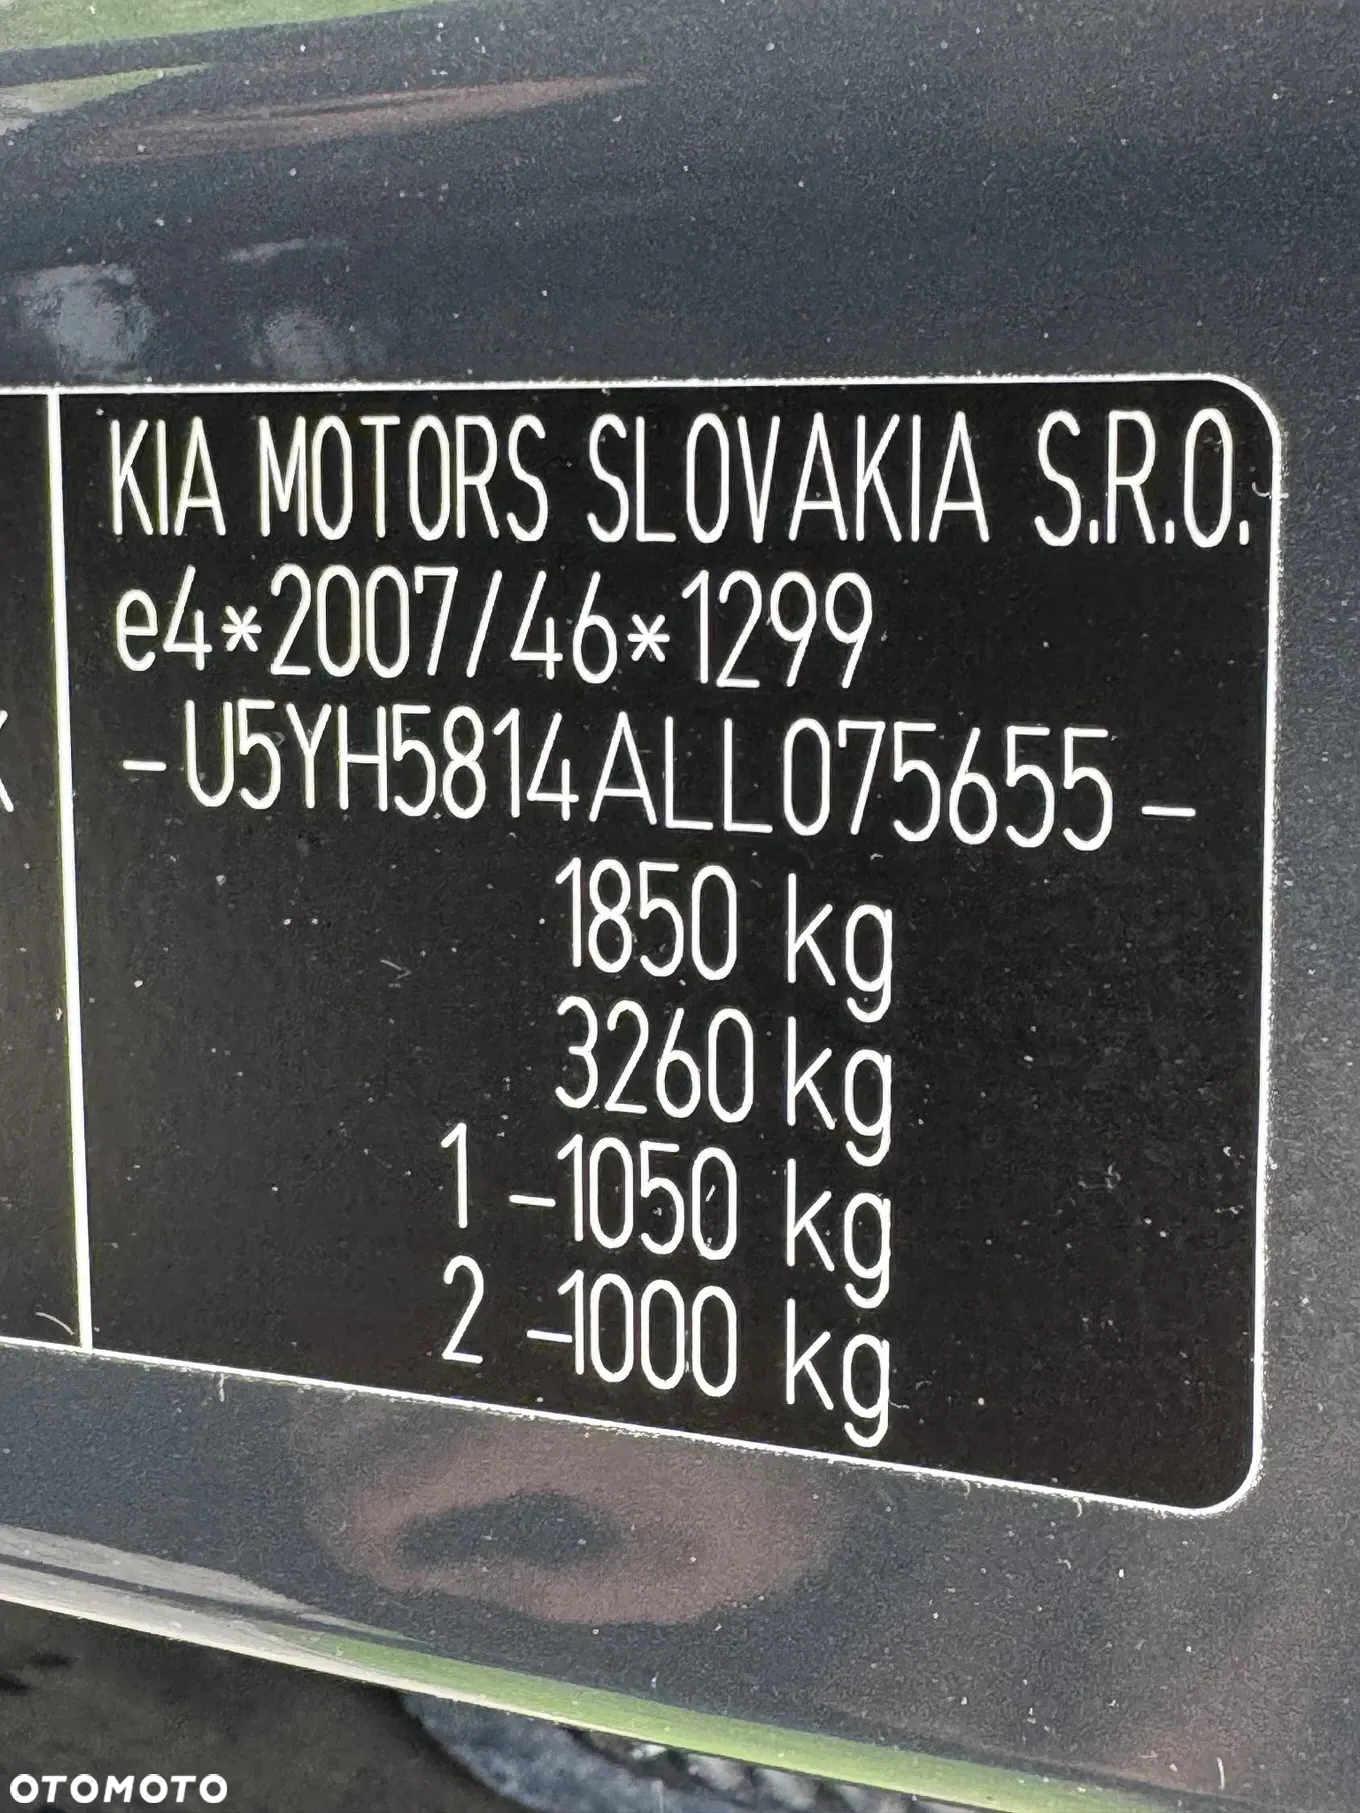 KIA MOTORS SLOVAKIA S.R.O.
e4*2007/46*1299
-U5YH5814ALL075655-
1850 kg
3260 kg
1 -1050 kg
2 -1000 kg
OTOMOTO